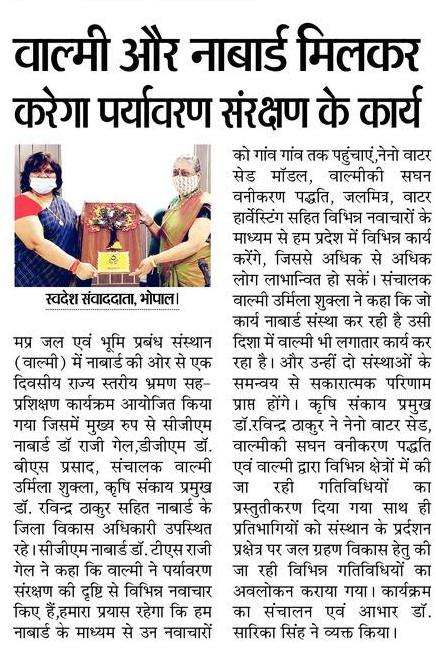 वाल्मी और नाबार्ड मिलकर
करेगा पर्यावरण संरक्षण के कार्य
स्वदेश संवाददाता, भोपाल।
मप्र जल एवं भूमि प्रबंध संस्थान
(वाल्मी) में नाबार्ड की ओर से एक
दिवसीय राज्य स्तरीय भ्रमण सह-
प्रशिक्षण कार्यक्रम आयोजित किया
गया जिसमें मुख्य रुप से सीजीएम
नाबार्ड डॉ राजी गेल,डीजीएम डॉ.
बीएस प्रसाद, संचालक वाल्मी
उर्मिला शुक्ला, कृषि संकाय प्रमुख
डॉ. रविन्द्र ठाकुर सहित नाबार्ड के
जिला विकास अधिकारी उपस्थित
रहे। सीजीएम नाबार्ड डॉ. टीएस राजी
गेल ने कहा कि वाल्मी ने पर्यावरण
संरक्षण की दृष्टि से विभिन्न नवाचार
किए हैं,हमारा प्रयास रहेगा कि हम
नाबार्ड के माध्यम से उन नवाचारों
को गांव गांव तक पहुंचाएं,नेनो वाटर
सेड मॉडल, वाल्मीकी सघन
वनीकरण पद्धति, जलमित्र, वाटर
हार्वेस्टिंग सहित विभिन्न नवाचारों के
माध्यम से हम प्रदेश में विभिन्न कार्य
करेंगे, जिससे अधिक से अधिक
लोग लाभान्वित हो सकें। संचालक
वाल्मी उर्मिला शुक्ला ने कहा कि जो
कार्य नाबार्ड संस्था कर रही है उसी
दिशा में वाल्मी भी लगातार कार्य कर
रहा है। और उन्हीं दो संस्थाओं के
समन्वय से सकारात्मक परिणाम
प्राप्त होंगे। कृषि संकाय प्रमुख
डॉ.रविन्द्र ठाकुर ने नेनो वाटर सेड,
वाल्मीकी सघन वनीकरण पद्धति
एवं वाल्मी द्वारा विभिन्न क्षेत्रों में की
जा रही गतिविधियों का
प्रस्तुतीकरण दिया गया साथ ही
प्रतिभागियों को संस्थान के प्रर्दशन
प्रक्षेत्र पर जल ग्रहण विकास हेतु की
जा रही विभिन्न गतिविधियों का
अवलोकन कराया गया। कार्यक्रम
का संचालन एवं आभार डॉ.
सारिका सिंह ने व्यक्त किया।